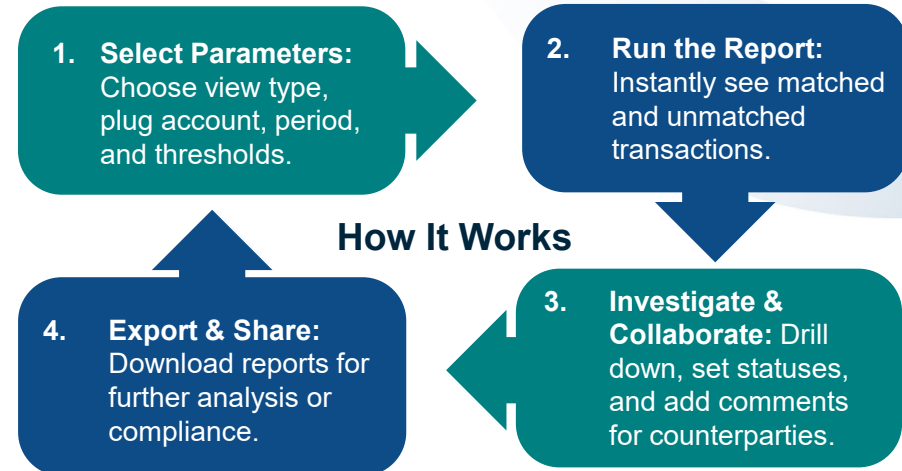 1. Select Parameters:
Choose view type,
plug account, period,
and thresholds.
2. Run the Report:
Instantly see matched
and unmatched
transactions.
How It Works
3. Investigate &
Collaborate: Drill
down, set statuses,
and add comments
for counterparties.
4. Export & Share:
Download reports for
further analysis or
compliance.